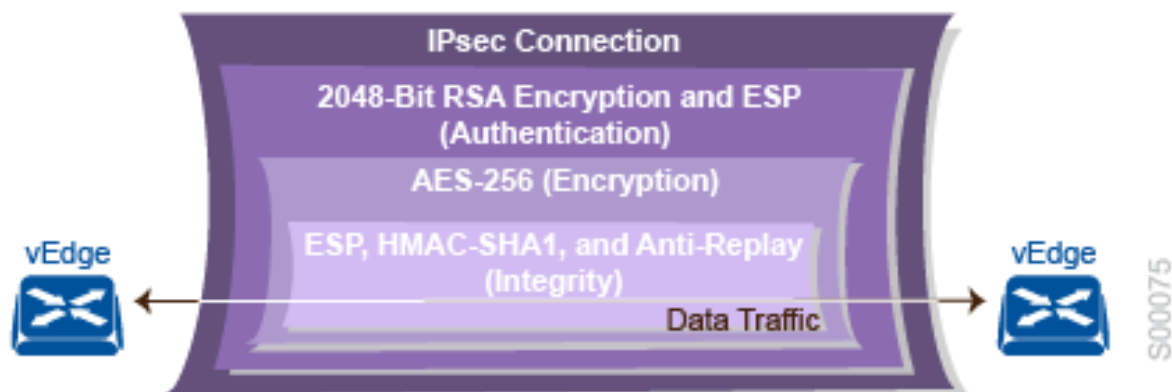 IPsec Connection
2048-Bit RSA Encryption and ESP
(Authentication)
AES-256 (Encryption)
ESP, HMAC-SHA1, and Anti-Replay
(Integrity)
vEdge
vEdge
Data Traffic
S000075